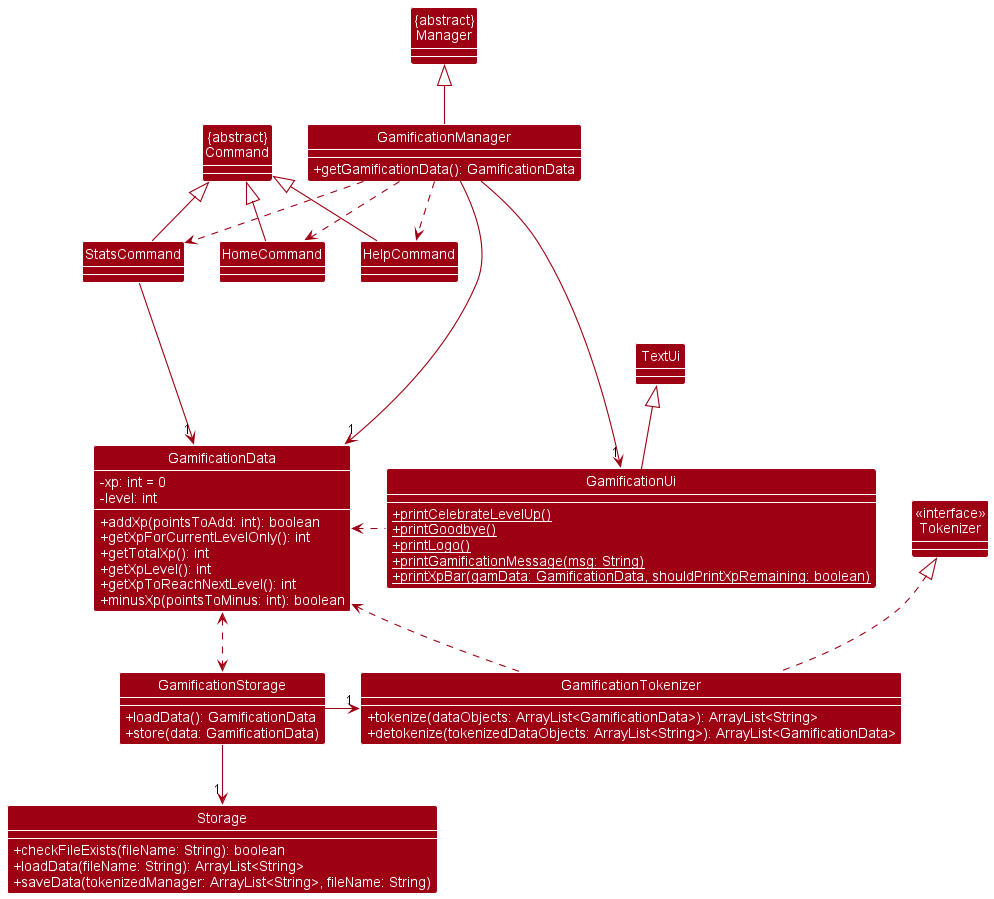 {abstract}
Manager
{abstract}
Command
GamificationManager
+getGamificationData(): GamificationData
StatsCommand
HomeCommand
HelpCommand
TextUi
1
1
1
GamificationData
-xp: int = 0
-level: int
+addXp(pointsToAdd: int): boolean
+getXpForCurrentLevelOnly(): int
+getTotalXp(): int
+getXpLevel(): int
+getXpToReachNextLevel(): int
+minusXp(pointsToMinus: int): boolean
GamificationUi
+printCelebrateLevelUp()
+printGoodbye()
+printLogo()
+printGamificationMessage(msg: String)
+printXpBar(gamData: GamificationData, shouldPrintXpRemaining: boolean)
«interface»
Tokenizer
GamificationStorage
+loadData(): GamificationData
+store(data: GamificationData)
1
GamificationTokenizer
+tokenize(dataObjects: ArrayList<GamificationData>): ArrayList<String>
+detokenize(tokenizedDataObjects: ArrayList<String>): ArrayList<GamificationData>
1
Storage
+checkFileExists(fileName: String): boolean
+loadData(fileName: String): ArrayList<String>
+saveData(tokenizedManager: ArrayList<String>, fileName: String)